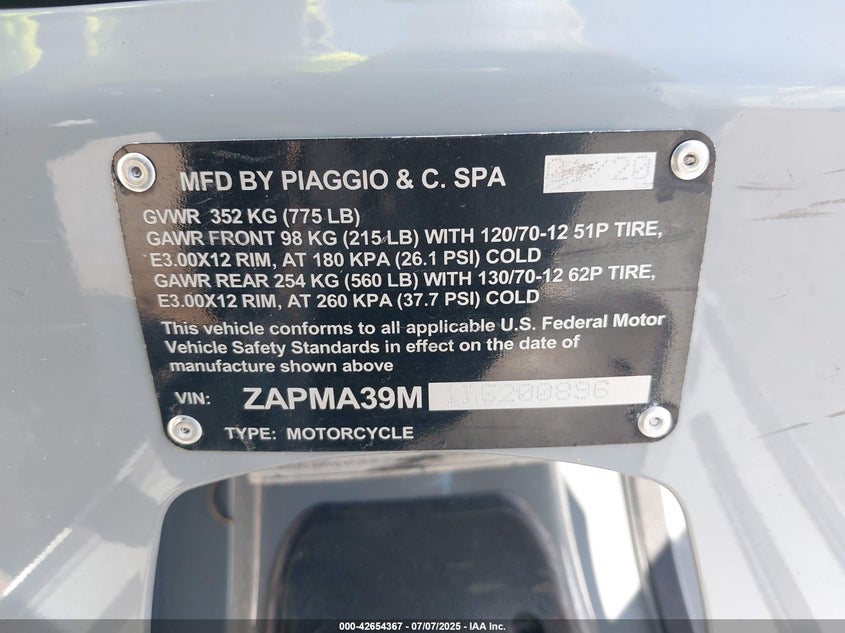 MFD BY PIAGGIO & C. SPA /20
GVWR 352 KG (775 LB)
GAWR FRONT 98 KG (215 LB) WITH 120/70-12 51P TIRE,
E3.00X12 RIM, AT 180 KPA (26.1 PSI) COLD
GAWR REAR 254 KG (560 LB) WITH 130/70-12 62P TIRE,
E3.00X12 RIM, AT 260 KPA (37.7 PSI) COLD
This vehicle conforms to all applicable U.S. Federal Motor
Vehicle Safety Standards in effect on the date of
manufacture shown above
VIN: ZAPMA39M 1L5200896
TYPE: MOTORCYCLE
000-42654367 | 07/07/2025 - IAA Inc.